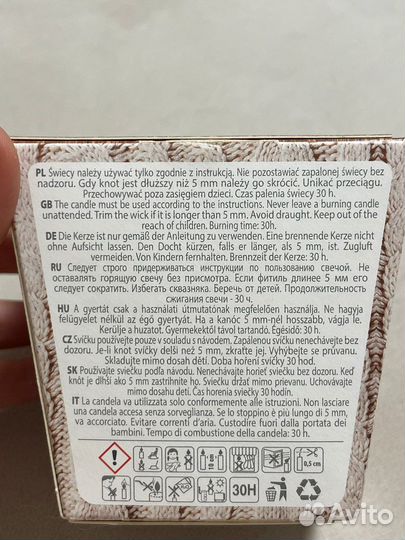 PL Świecy należy używać tylko zgodnie z instrukcją. Nie pozostawiać zapalonej świecy bez
nadzoru. Gdy knot jest dłuższy niż 5 mm należy go skrócić. Unikać przeciągu.
Przechowywać poza zasięgiem dzieci. Czas palenia świecy 30 h.
GB The candle must be used according to the instructions. Never leave a burning candle
unattended. Trim the wick if it is longer than 5 mm. Avoid draught. Keep out of the
reach of children. Burning time: 30h.
DE Die Kerze ist nur gemäß der Anleitung zu verwenden. Eine brennende Kerze nicht
ohne Aufsicht lassen. Den Docht kürzen, falls er länger, als 5 mm, ist. Zugluft
vermeiden. Von Kindern fernhalten. Brennzeit der Kerze: 30 h.
RU Следует строго придерживаться инструкции по пользованию свечой. Не
оставлять горящую свечу без присмотра. Если фитиль длинее 5 мм его
следует сократить. Избегать сквазняка. Беречь от детей. Продолжительность
сжигания свечи - 30 ч.
HU A gyertát csak a használati útmutatónak megfelelően használja. Ne hagyja
felügyelet nélkül az égő gyertyát. Ha a kanóc 5 mm-nél hosszabb, vágja le.
Kerülje a huzatot. Gyermekektől távol tartandó. Égésidő: 30 h.
CZ Svíčku používejte pouze v souladu s návodem. Zapálenou svíčku nenechávejte
bez dozoru. Je-li knot svíčky delší než 5 mm, zkraťte jej. Vyhýbejte se průvanu.
Skladujte mimo dosah dětí. Doba hoření svíčky 30 hod.
SK Používajte sviečku podľa návodu. Nenechávajte horieť sviečku bez dozoru. Keď
knot je dlhší ako 5 mm zastrihnite ho. Sviečku držať mimo prievanu. Uchovávajte
mimo dosahu dětí. Čas horenia sviečky 30 hod.
IT La candela va utilizzata solo conformemente alle istruzioni. Non lasciare
una candela accesa senza sorveglianza. Se lo stoppino è più lungo di 5 mm,
va accorciato. Evitare correnti d'aria. Custodire fuori dalla portata dei
bambini. Tempo di combustione della candela: 30 h.
0,5 cm
30H
Avito